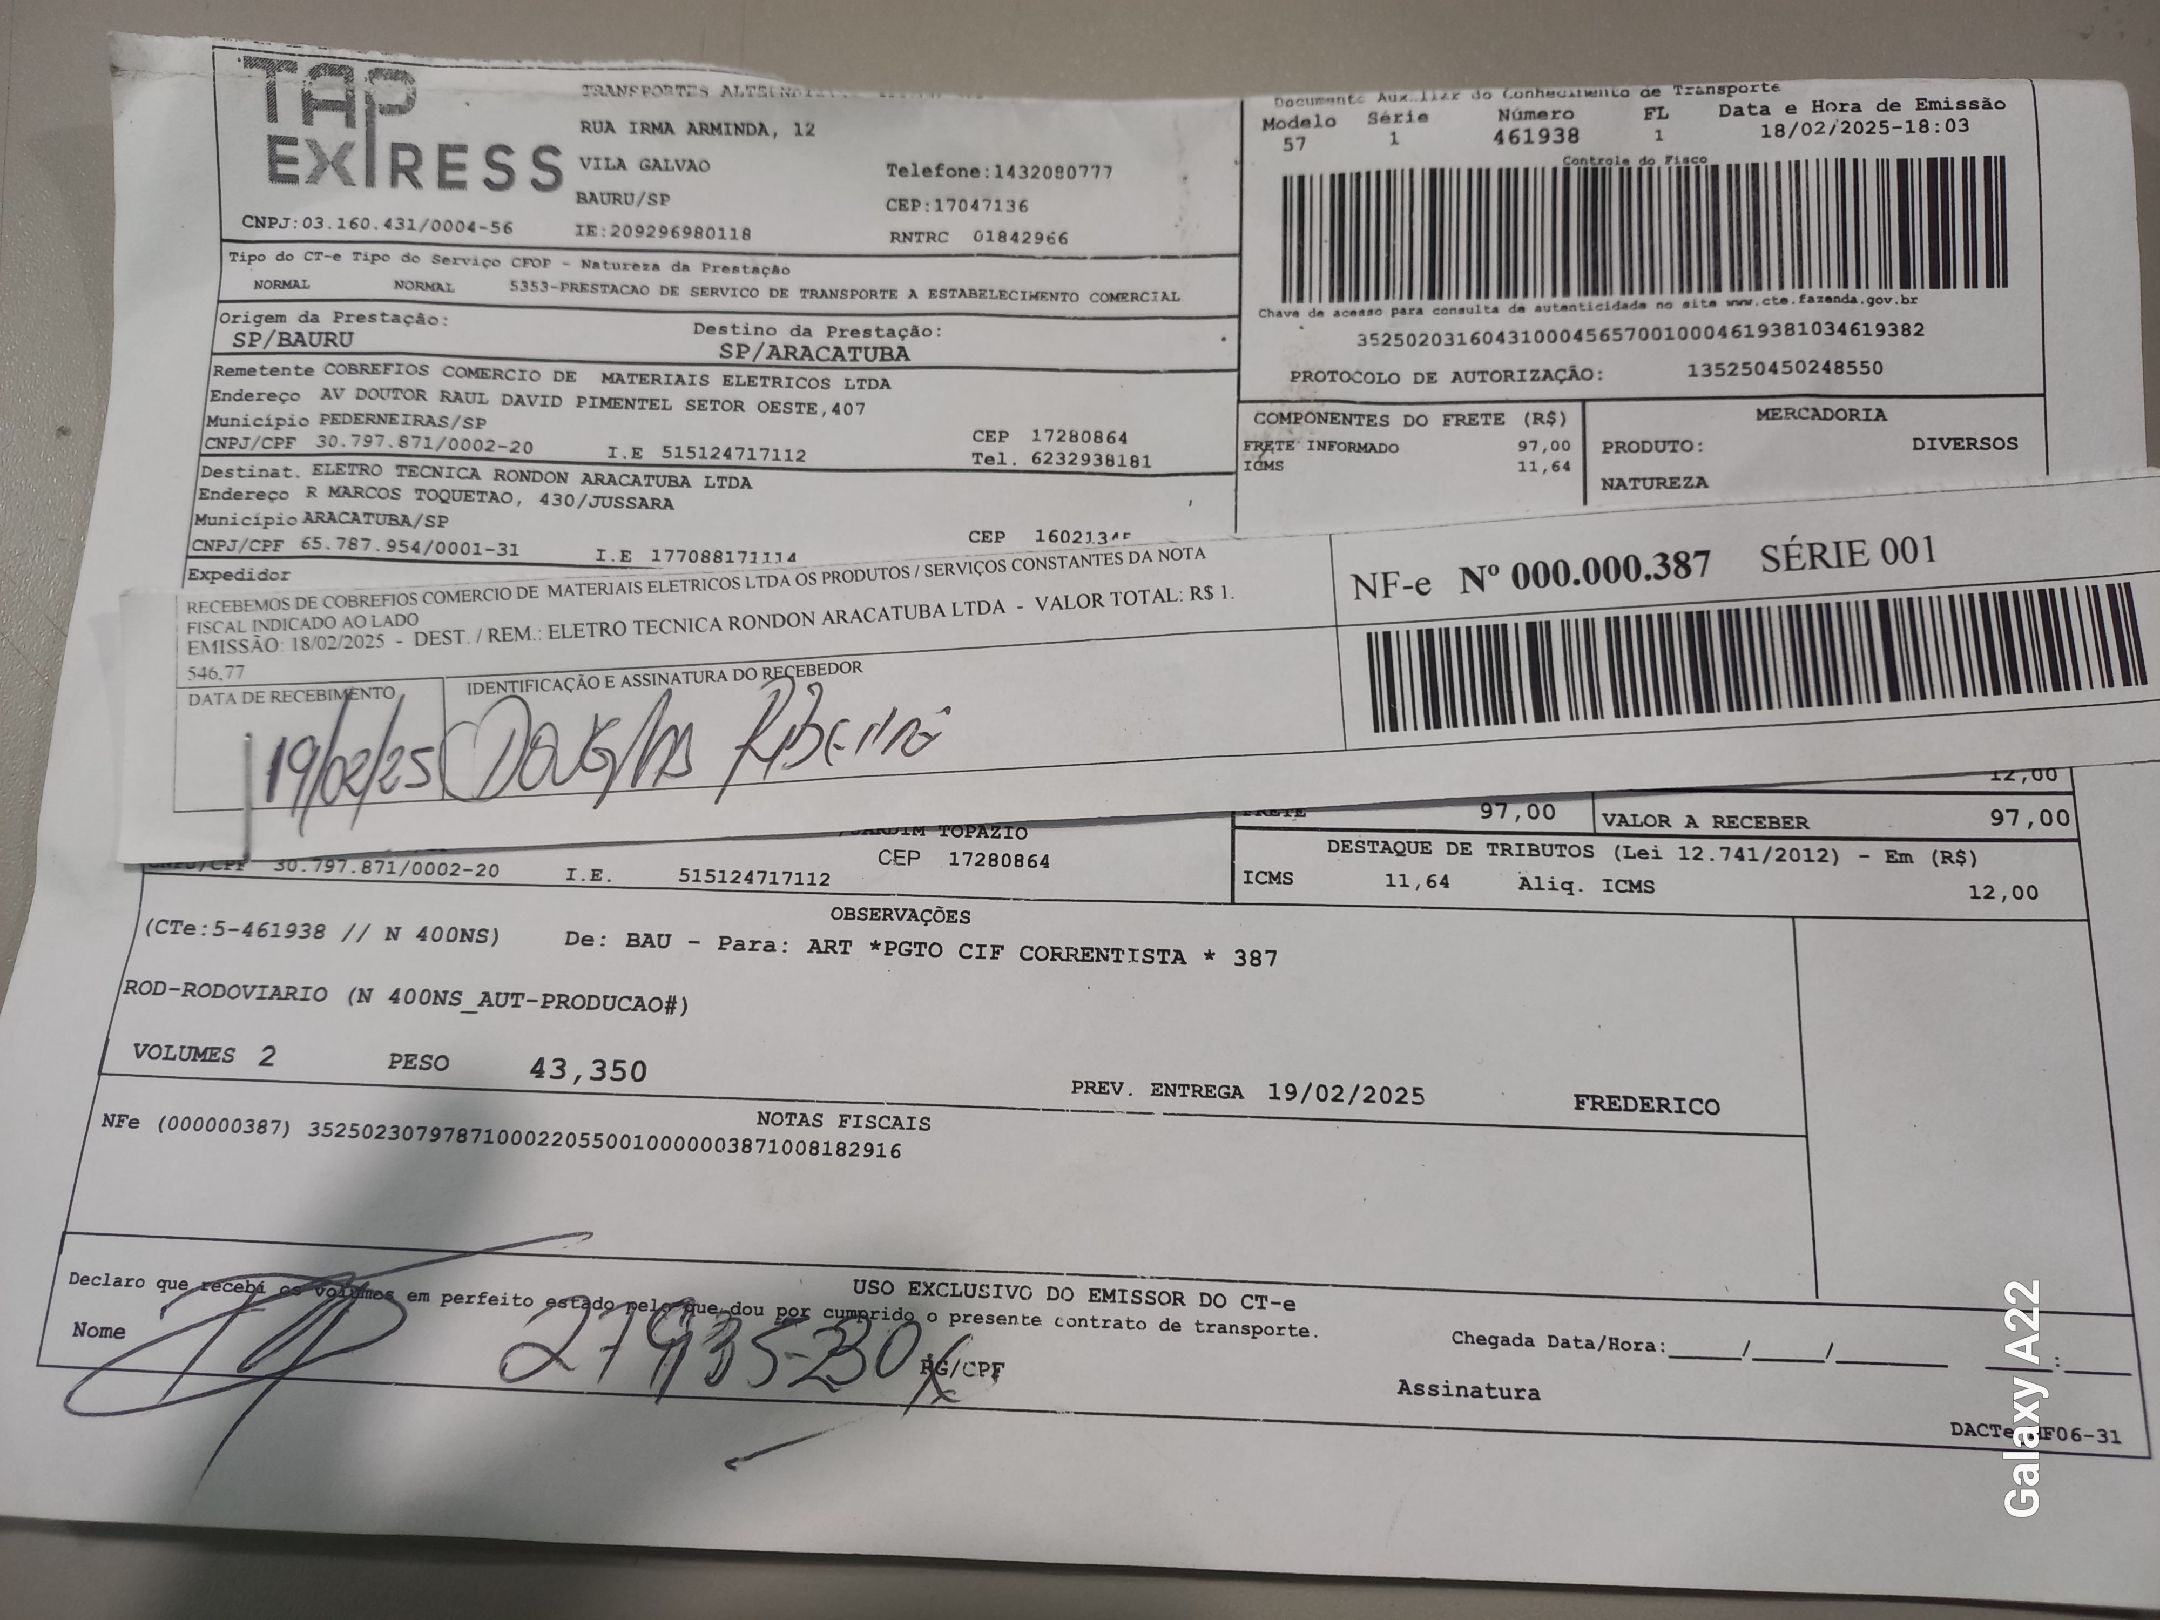 TAP
EXPRESS
TRANSPORTES
RUA IRMA ARMINDA, 12
VILA GALVAO
Telefone:1432080777
BAURU/SP
CEP:17047136
CNPJ:03.160.431/0004-56
IE:209296980118
RNTRC 01842966
Documento Auxiliar do Conhecimento de Transporte
Modelo Série Número FL Data e Hora de Emissão
57 1 461938 1 18/02/2025-18:03
Controle do Fisco
Chave de acesso para consulta de autenticidade no site www.cte.fazenda.gov.br
35250203160431000456570010004619381034619382
PROTOCOLO DE AUTORIZAÇÃO: 135250450248550
Tipo do CT-e Tipo do Serviço CFOP - Natureza da Prestação
NORMAL NORMAL 5353-PRESTACAO DE SERVICO DE TRANSPORTE A ESTABELECIMENTO COMERCIAL
Origem da Prestação: Destino da Prestação:
SP/BAURU SP/ARACATUBA
Remetente COBREFIOS COMERCIO DE MATERIAIS ELETRICOS LTDA
Endereço AV DOUTOR RAUL DAVID PIMENTEL SETOR OESTE,407
Município PEDERNEIRAS/SP CEP 17280864
CNPJ/CPF 30.797.871/0002-20 I.E 515124717112 Tel. 6232938181
Destinat. ELETRO TECNICA RONDON ARACATUBA LTDA
Endereço R MARCOS TOQUETAO, 430/JUSSARA
Município ARACATUBA/SP CEP
CNPJ/CPF 65.787.954/0001-31 I.E 177088171114
Expedidor
COMPONENTES DO FRETE (R$)
FRETE INFORMADO 97,00
ICMS 11,64
MERCADORIA
PRODUTO: DIVERSOS
NATUREZA
RECEBEMOS DE COBREFIOS COMERCIO DE MATERIAIS ELETRICOS LTDA OS PRODUTOS / SERVIÇOS CONSTANTES DA NOTA
FISCAL INDICADO AO LADO
EMISSÃO: 18/02/2025 - DEST. / REM.: ELETRO TECNICA RONDON ARACATUBA LTDA - VALOR TOTAL: R$ 1.
546,77
DATA DE RECEBIMENTO
IDENTIFICAÇÃO E ASSINATURA DO RECEBEDOR
19/02/25 Douglas Ribeiro
NF-e Nº 000.000.387 SÉRIE 001
12,00
FRETE 97,00 VALOR A RECEBER 97,00
/JARDIM TOPAZIO
CEP 17280864
CNPJ/CPF 30.797.871/0002-20 I.E. 515124717112
DESTAQUE DE TRIBUTOS (Lei 12.741/2012) - Em (R$)
ICMS 11,64 Aliq. ICMS 12,00
OBSERVAÇÕES
(CTe:5-461938 // N 400NS) De: BAU - Para: ART *PGTO CIF CORRENTISTA * 387
ROD-RODOVIARIO (N 400NS_AUT-PRODUCAO#)
VOLUMES 2 PESO 43,350
PREV. ENTREGA 19/02/2025 FREDERICO
NOTAS FISCAIS
NFe (000000387) 35250230797871000220550010000003871008182916
USO EXCLUSIVO DO EMISSOR DO CT-e
Declaro que recebi os volumes em perfeito estado pelo que dou por cumprido o presente contrato de transporte.
Nome
RG/CPF
Chegada Data/Hora:____/____/______ ____:____
Assinatura
Galaxy A22